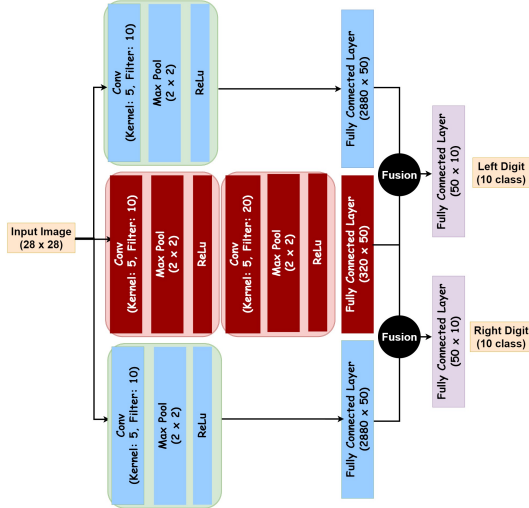 Input Image
(28 x 28)
Conv
(Kernel: 5, Filter: 10)
Max Pool
(2 × 2)
ReLu
Fully Connected Layer
(2880 × 50)
Conv
(Kernel: 5, Filter: 10)
Max Pool
(2 × 2)
ReLu
Conv
(Kernel: 5, Filter: 20)
Max Pool
(2 × 2)
ReLu
Fully Connected Layer
(320 × 50)
Conv
(Kernel: 5, Filter: 10)
Max Pool
(2 × 2)
ReLu
Fully Connected Layer
(2880 × 50)
Fusion
Fully Connected Layer
(50 × 10)
Left Digit
(10 class)
Fusion
Fully Connected Layer
(50 × 10)
Right Digit
(10 class)